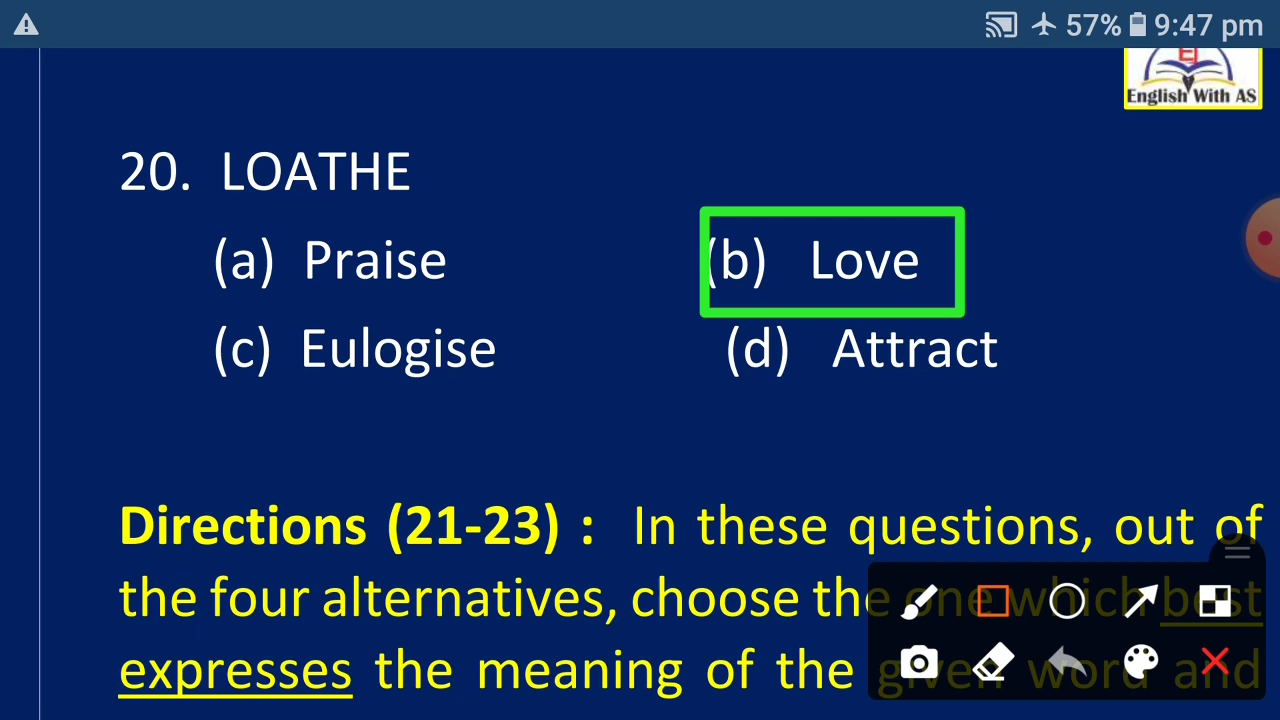 57% 9:47 pm
English With AS
20. LOATHE
(a) Praise (b) Love
(c) Eulogise (d) Attract
Directions (21-23) : In these questions, out of
the four alternatives, choose the one which best
expresses the meaning of the given word and